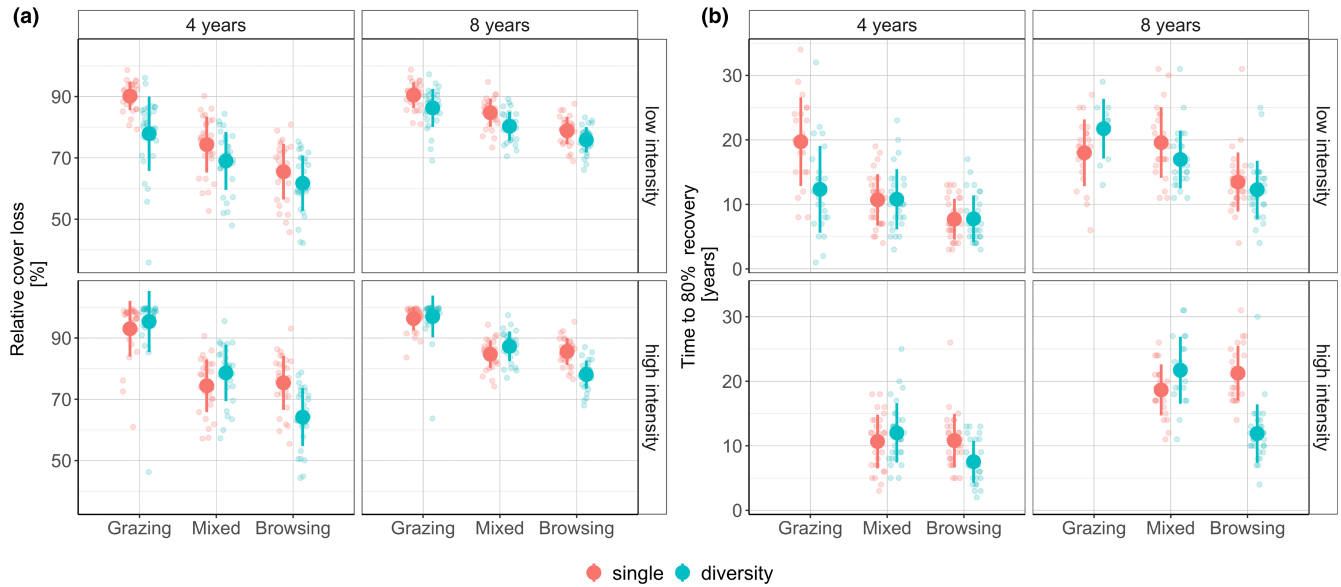 (a)
4 years
8 years
Relative cover loss
[%]
90
70
50
low intensity
90
70
50
high intensity
Grazing
Mixed
Browsing
Grazing
Mixed
Browsing
(b)
4 years
8 years
Time to 80% recovery
[years]
30
20
10
0
low intensity
30
20
10
0
high intensity
Grazing
Mixed
Browsing
Grazing
Mixed
Browsing
single
diversity